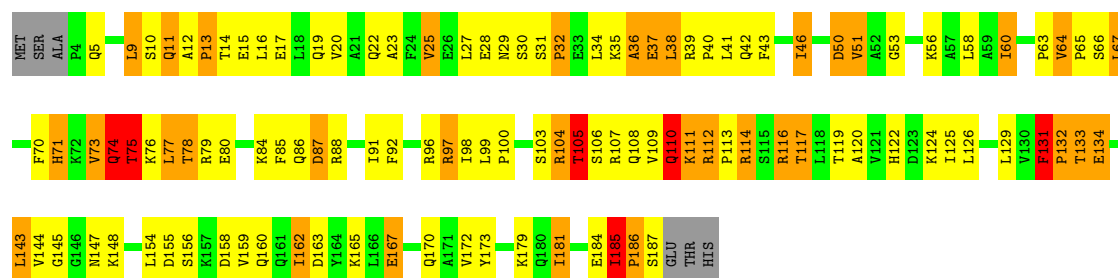 MET SER ALA P4 Q5 L9 S10 Q11 A12 P13 T14 E15 L16 E17 L18 Q19 V20 A21 Q22 A23 F24 V25 E26 L27 E28 N29 S30 S31 P32 E33 L34 K35 A36 E37 L38 R39 P40 L41 Q42 F43 I46 D50 V51 A52 G53 K56 A57 L58 A59 I60 P63 V64 P65 S66 L67
F70 H71 K72 V73 Q74 T75 K76 L77 T78 R79 E80 K84 F85 Q86 D87 R88 I91 F92 R96 R97 I98 L99 P100 S103 R104 T105 S106 R107 Q108 V109 Q110 K111 R112 P113 R114 S115 R116 T117 L118 T119 A120 V121 H122 D123 K124 I125 L126 L129 V130 F131 P132 T133 E134
L143 V144 G145 G146 N147 K148 L154 D155 S156 K157 D158 V159 Q160 Q161 I162 D163 Y164 K165 L166 E167 Q170 A171 V172 Y173 K179 Q180 I181 E184 I185 P186 S187 GLU THR HIS